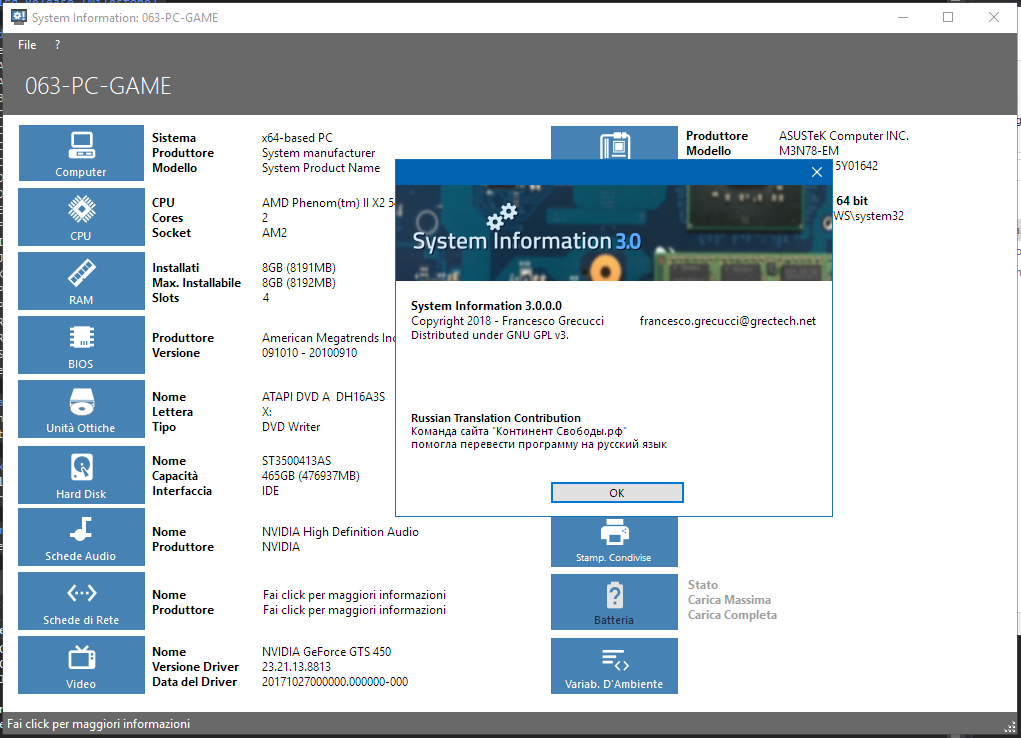 System Information: 063-PC-GAME
File ?
063-PC-GAME
Computer
Sistema x64-based PC
Produttore System manufacturer
Modello System Product Name
CPU
CPU AMD Phenom(tm) II X2
Cores 2
Socket AM2
RAM
Installati 8GB (8191MB)
Max. Installabile 8GB (8192MB)
Slots 4
BIOS
Produttore American Megatrends Inc
Versione 091010 - 20100910
Unità Ottiche
Nome ATAPI DVD A DH16A3S
Lettera X:
Tipo DVD Writer
Hard Disk
Nome ST3500413AS
Capacità 465GB (476937MB)
Interfaccia IDE
Schede Audio
Nome NVIDIA High Definition Audio
Produttore NVIDIA
Schede di Rete
Nome Fai click per maggiori informazioni
Produttore Fai click per maggiori informazioni
Video
Nome NVIDIA GeForce GTS 450
Versione Driver 23.21.13.8813
Data del Driver 20171027000000.000000-000
Produttore ASUSTeK Computer INC.
Modello M3N78-EM
5Y01642
64 bit
WS\system32
System Information 3.0
System Information 3.0.0.0
Copyright 2018 - Francesco Grecucci francesco.grecucci@grectech.net
Distributed under GNU GPL v3.
Russian Translation Contribution
Команда сайта "Континент Свободы.рф"
помогла перевести программу на русский язык
OK
Stamp. Condivise
Batteria
Stato
Carica Massima
Carica Completa
Variab. D'Ambiente
Fai click per maggiori informazioni